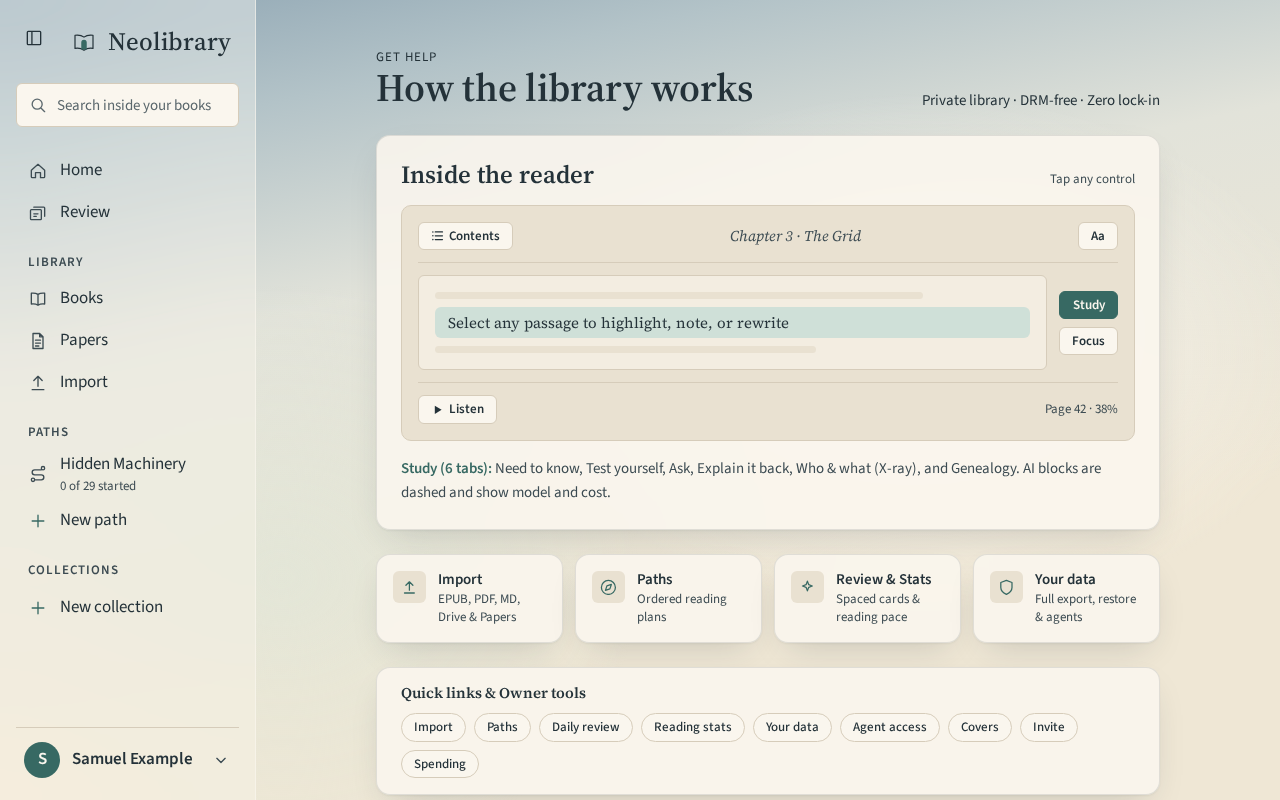 Neolibrary
Search inside your books
Home
Review
LIBRARY
Books
Papers
Import
PATHS
Hidden Machinery
0 of 29 started
New path
COLLECTIONS
New collection
S
Samuel Example
GET HELP
How the library works
Private library · DRM-free · Zero lock-in
Inside the reader
Tap any control
Contents
Chapter 3 · The Grid
Aa
Select any passage to highlight, note, or rewrite
Study
Focus
Listen
Page 42 · 38%
Study (6 tabs): Need to know, Test yourself, Ask, Explain it back, Who & what (X-ray), and Genealogy. AI blocks are
dashed and show model and cost.
Import
EPUB, PDF, MD,
Drive & Papers
Paths
Ordered reading
plans
Review & Stats
Spaced cards &
reading pace
Your data
Full export, restore
& agents
Quick links & Owner tools
Import
Paths
Daily review
Reading stats
Your data
Agent access
Covers
Invite
Spending